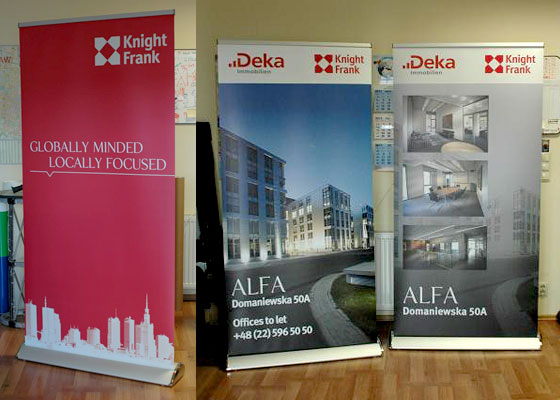 Knight
Frank
GLOBALLY MINDED
LOCALLY FOCUSED
Deka
Immobilien
Knight
Frank
ALFA
Domaniewska 50A
Offices to let
+48 (22) 596 50 50
Deka
Immobilien
Knight
Frank
ALFA
Domaniewska 50A